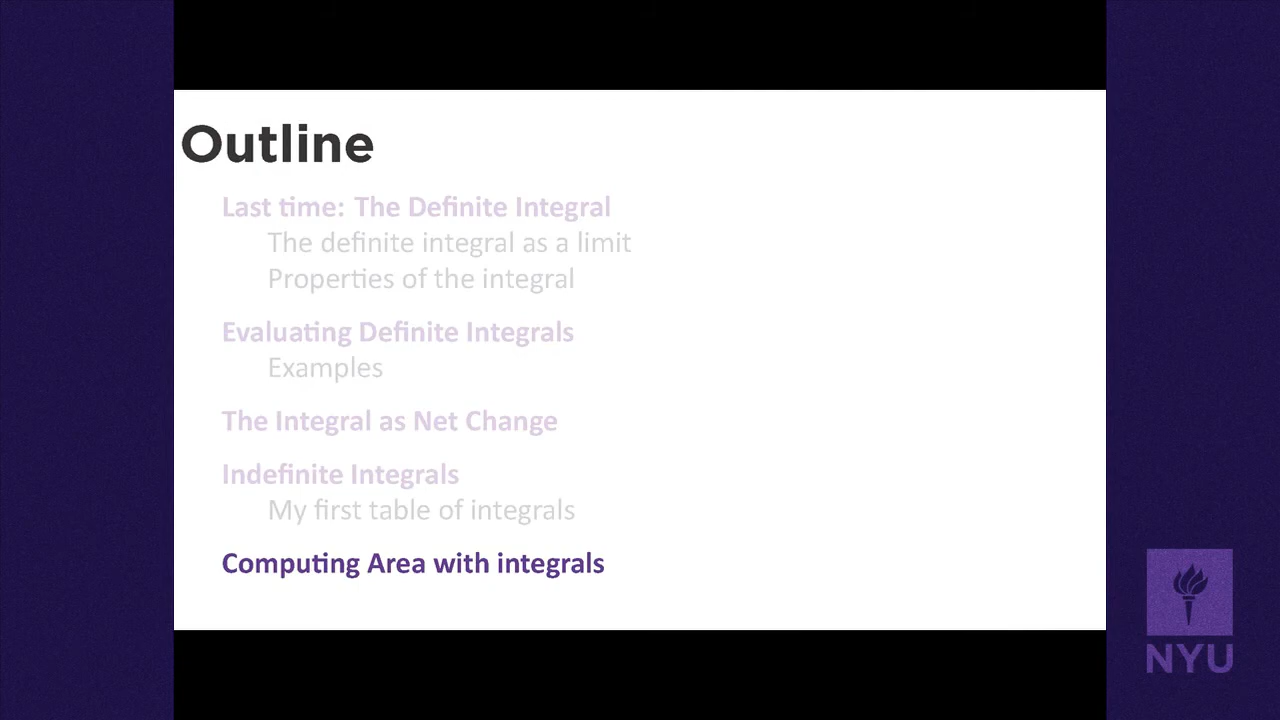 Outline
Last time: The Definite Integral
The definite integral as a limit
Properties of the integral
Evaluating Definite Integrals
Examples
The Integral as Net Change
Indefinite Integrals
My first table of integrals
Computing Area with integrals
NYU